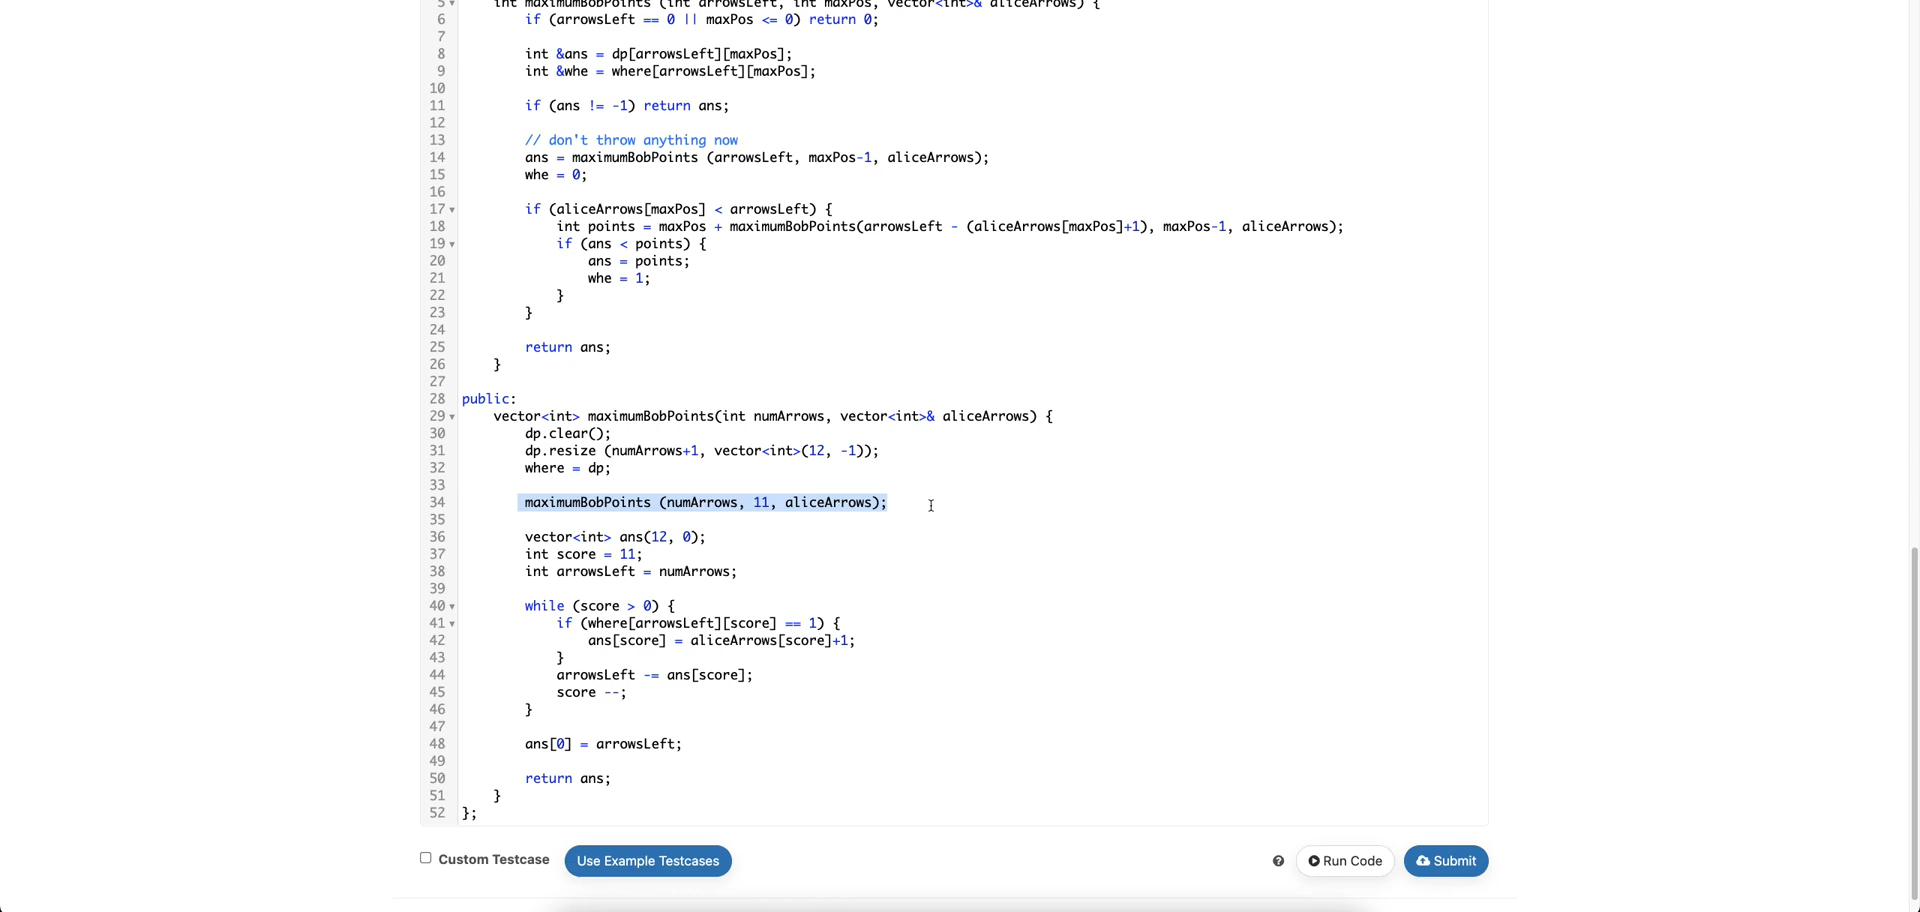 5 int maximumBobPoints (int arrowsLeft, int maxPos, vector<int>& aliceArrows) {
6 if (arrowsLeft == 0 || maxPos <= 0) return 0;
7
8 int &ans = dp[arrowsLeft][maxPos];
9 int &whe = where[arrowsLeft][maxPos];
10
11 if (ans != -1) return ans;
12
13 // don't throw anything now
14 ans = maximumBobPoints (arrowsLeft, maxPos-1, aliceArrows);
15 whe = 0;
16
17 if (aliceArrows[maxPos] < arrowsLeft) {
18 int points = maxPos + maximumBobPoints(arrowsLeft - (aliceArrows[maxPos]+1), maxPos-1, aliceArrows);
19 if (ans < points) {
20 ans = points;
21 whe = 1;
22 }
23 }
24
25 return ans;
26 }
27
28 public:
29 vector<int> maximumBobPoints(int numArrows, vector<int>& aliceArrows) {
30 dp.clear();
31 dp.resize (numArrows+1, vector<int>(12, -1));
32 where = dp;
33
34 maximumBobPoints (numArrows, 11, aliceArrows);
35
36 vector<int> ans(12, 0);
37 int score = 11;
38 int arrowsLeft = numArrows;
39
40 while (score > 0) {
41 if (where[arrowsLeft][score] == 1) {
42 ans[score] = aliceArrows[score]+1;
43 }
44 arrowsLeft -= ans[score];
45 score --;
46 }
47
48 ans[0] = arrowsLeft;
49
50 return ans;
51 }
52 };
Custom Testcase Use Example Testcases ? Run Code Submit